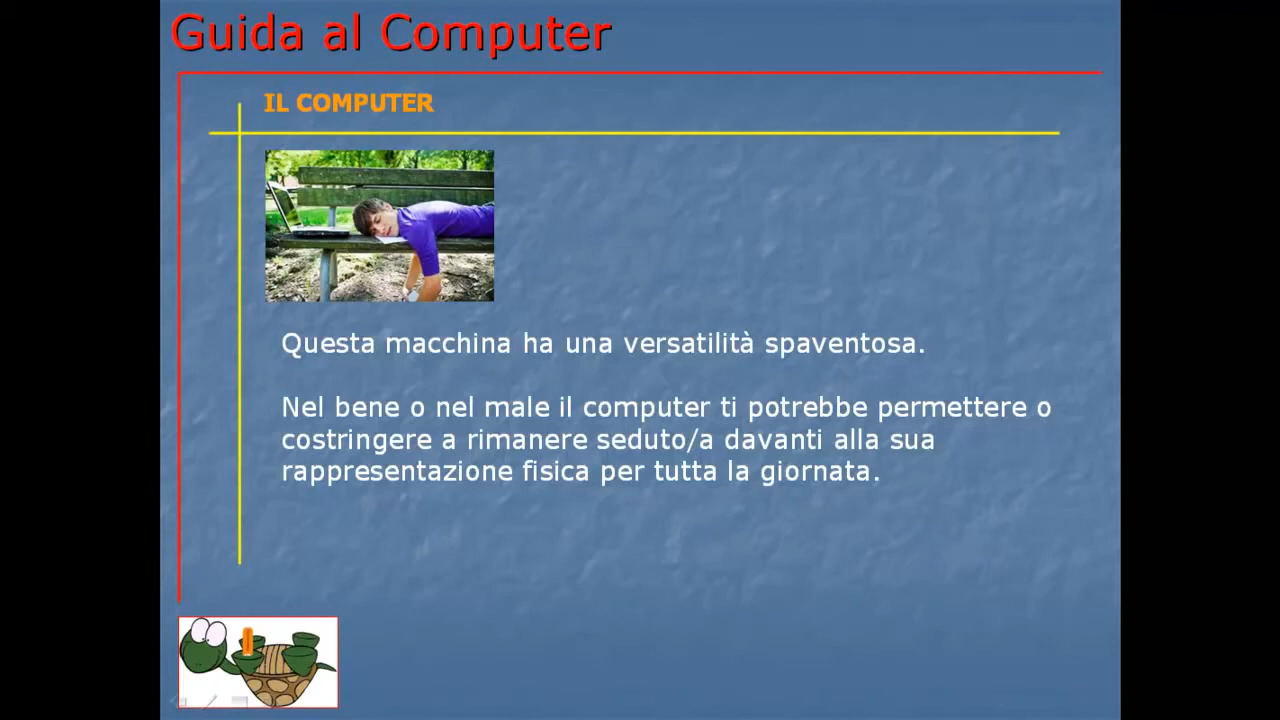 Guida al Computer
IL COMPUTER
Questa macchina ha una versatilità spaventosa.
Nel bene o nel male il computer ti potrebbe permettere o
costringere a rimanere seduto/a davanti alla sua
rappresentazione fisica per tutta la giornata.